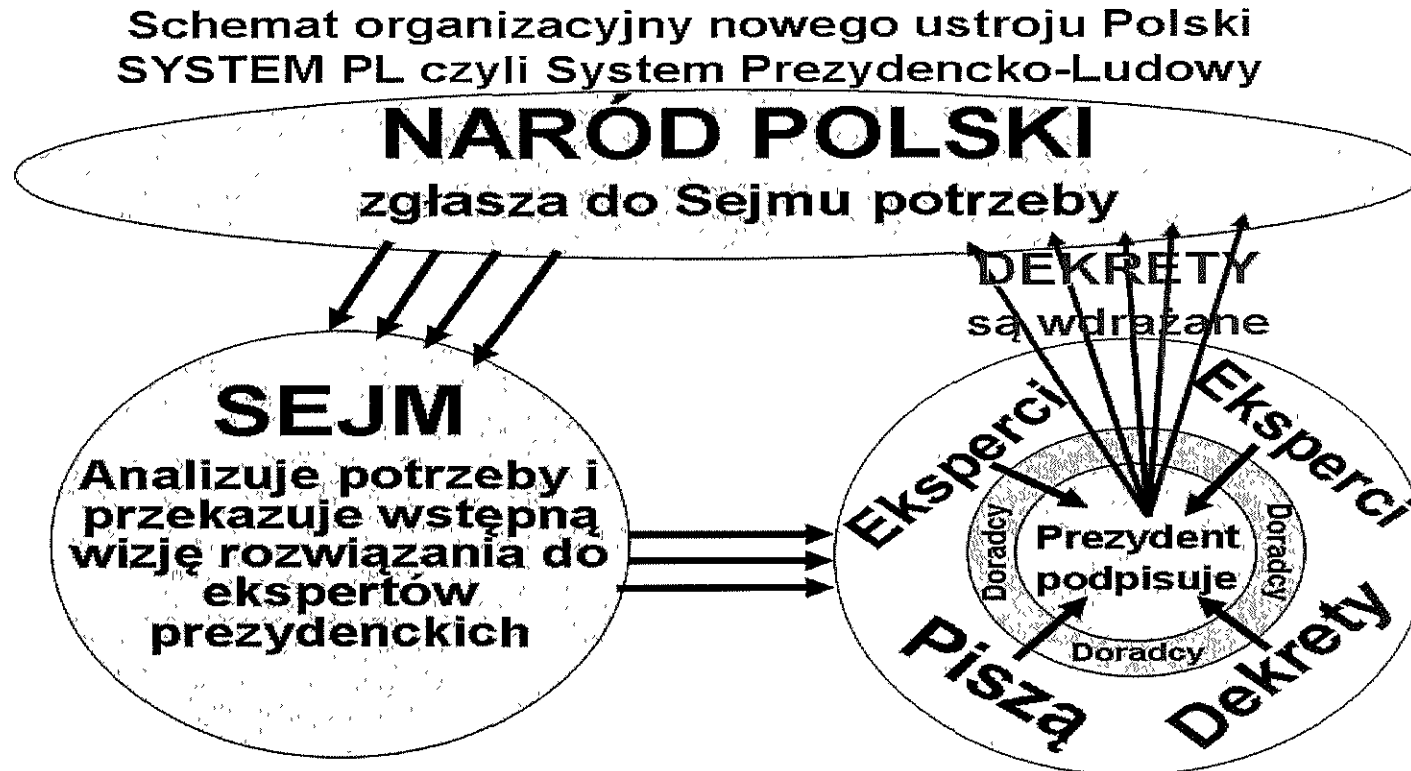 Schemat organizacyjny nowego ustroju Polski
SYSTEM PL czyli System Prezydencko-Ludowy
NARÓD POLSKI
zgłasza do Sejmu potrzeby
DEKRETY
są wdrażane
SEJM
Analizuje potrzeby i
przekazuje wstępną
wizję rozwiązania do
ekspertów
prezydenckich
Eksperci
Eksperci
Doradcy
Prezydent
podpisuje
Doradcy
Doradcy
Piszą
Dekrety